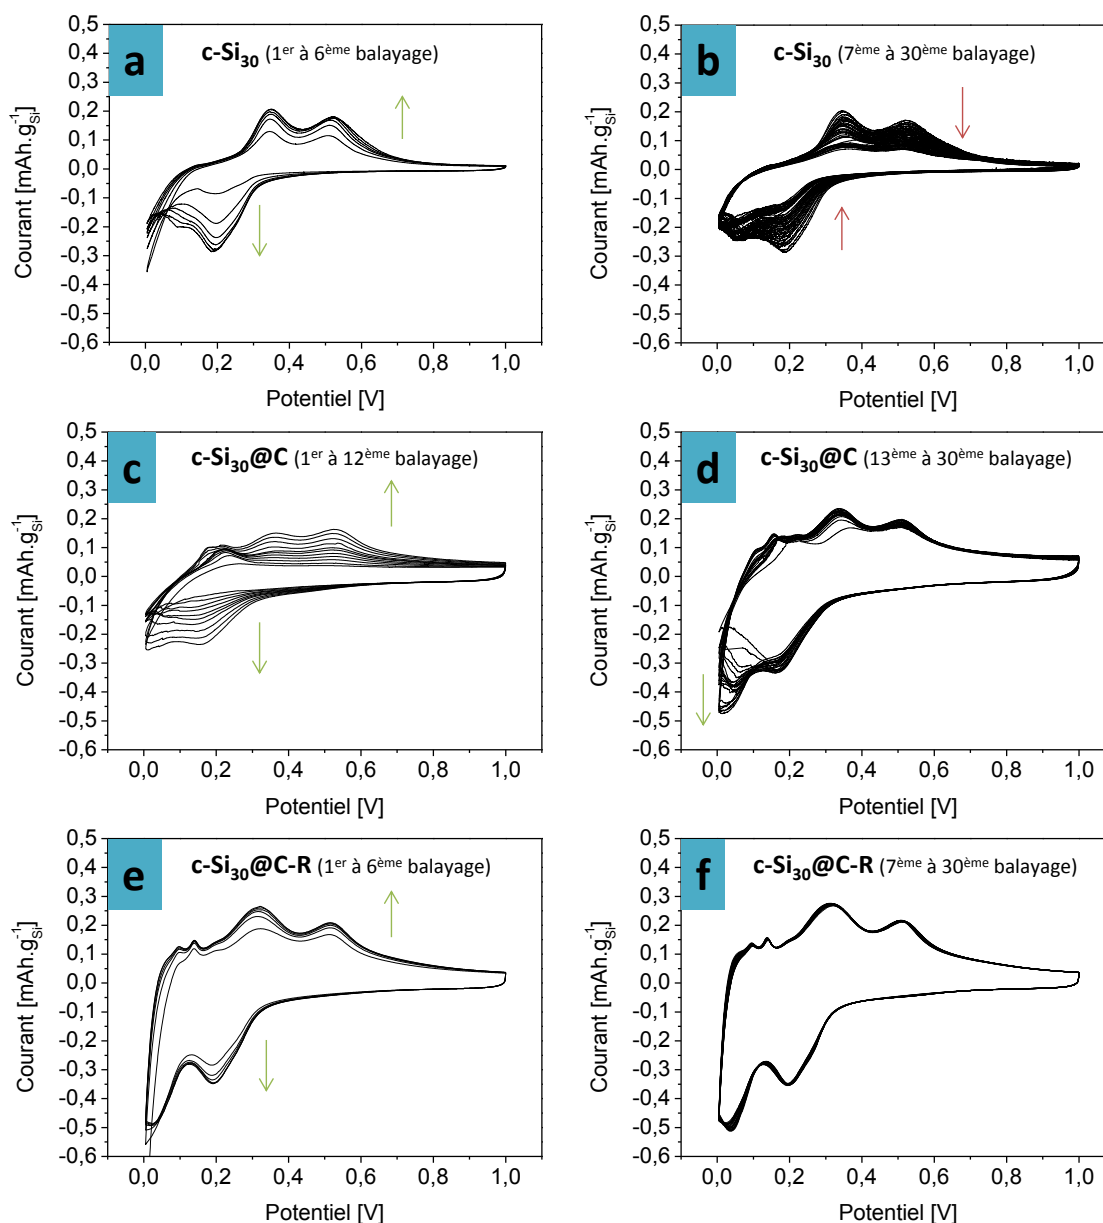 a
c-Si30 (1er à 6ème balayage)
0,5
0,4
0,3
0,2
0,1
0,0
-0,1
-0,2
-0,3
-0,4
-0,5
-0,6
Courant [mAh.g-1Si]
0,0 0,2 0,4 0,6 0,8 1,0
Potentiel [V]
b
c-Si30 (7ème à 30ème balayage)
0,5
0,4
0,3
0,2
0,1
0,0
-0,1
-0,2
-0,3
-0,4
-0,5
-0,6
Courant [mAh.g-1Si]
0,0 0,2 0,4 0,6 0,8 1,0
Potentiel [V]
c
c-Si30@C (1er à 12ème balayage)
0,5
0,4
0,3
0,2
0,1
0,0
-0,1
-0,2
-0,3
-0,4
-0,5
-0,6
Courant [mAh.g-1Si]
0,0 0,2 0,4 0,6 0,8 1,0
Potentiel [V]
d
c-Si30@C (13ème à 30ème balayage)
0,5
0,4
0,3
0,2
0,1
0,0
-0,1
-0,2
-0,3
-0,4
-0,5
-0,6
Courant [mAh.g-1Si]
0,0 0,2 0,4 0,6 0,8 1,0
Potentiel [V]
e
c-Si30@C-R (1er à 6ème balayage)
0,5
0,4
0,3
0,2
0,1
0,0
-0,1
-0,2
-0,3
-0,4
-0,5
-0,6
Courant [mAh.g-1Si]
0,0 0,2 0,4 0,6 0,8 1,0
Potentiel [V]
f
c-Si30@C-R (7ème à 30ème balayage)
0,5
0,4
0,3
0,2
0,1
0,0
-0,1
-0,2
-0,3
-0,4
-0,5
-0,6
Courant [mAh.g-1Si]
0,0 0,2 0,4 0,6 0,8 1,0
Potentiel [V]